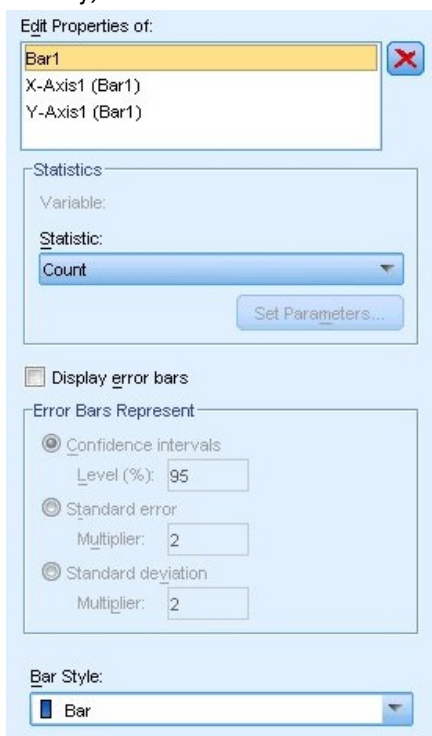 Edit Properties of:
Bar1
X-Axis1 (Bar1)
Y-Axis1 (Bar1)
Statistics
Variable:
Statistic:
Count
Set Parameters...
Display error bars
Error Bars Represent
Confidence intervals
Level (%): 95
Standard error
Multiplier: 2
Standard deviation
Multiplier: 2
Bar Style:
Bar